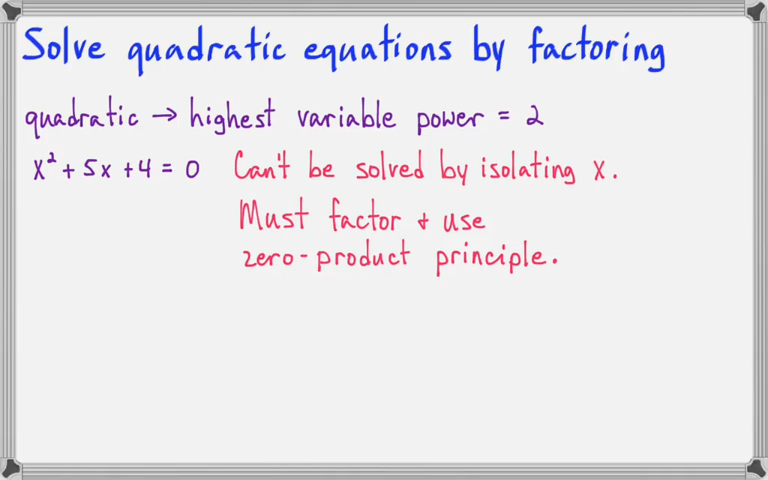 Solve quadratic equations by factoring
quadratic → highest variable power = 2
x² + 5x + 4 = 0 Can't be solved by isolating x.
Must factor + use
zero-product principle.